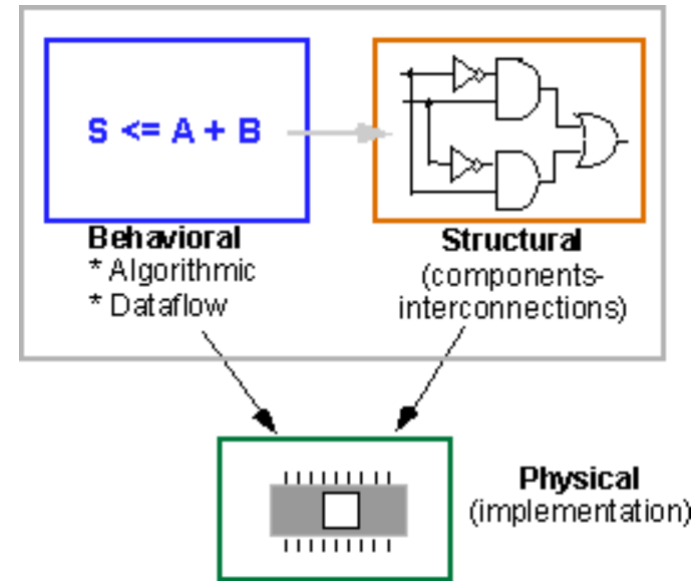 S <= A + B
Behavioral
* Algorithmic
* Dataflow
Structural
(components-
interconnections)
Physical
(implementation)